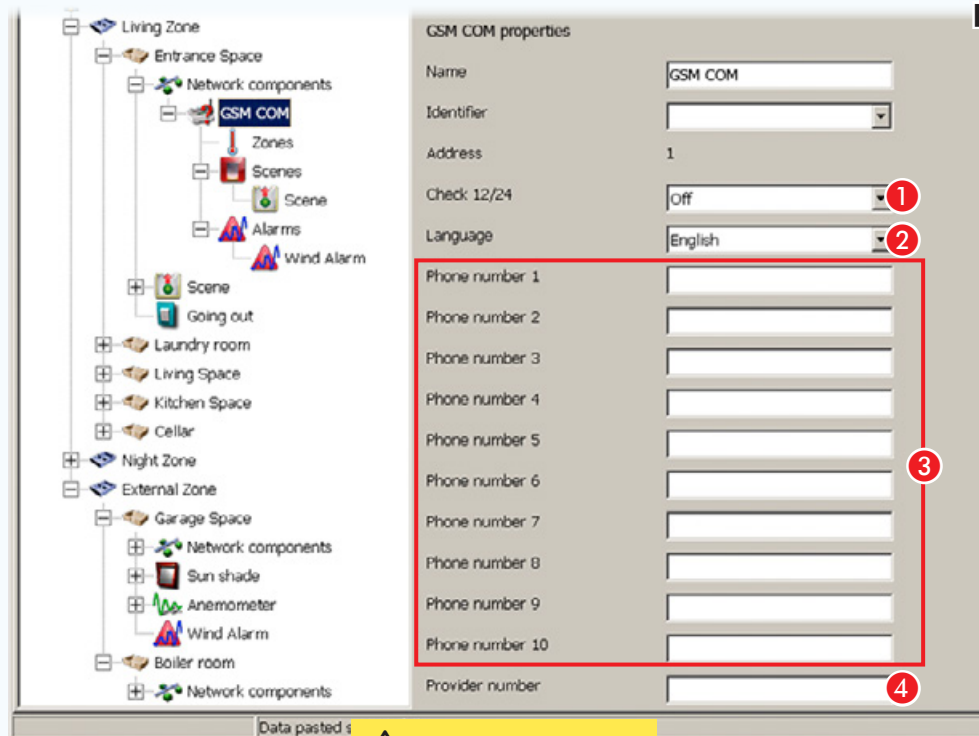 Living Zone
Entrance Space
Network components
GSM COM
Zones
Scenes
Scene
Alarms
Wind Alarm
Scene
Going out
Laundry room
Living Space
Kitchen Space
Cellar
Night Zone
External Zone
Garage Space
Network components
Sun shade
Anemometer
Wind Alarm
Boiler room
Network components
GSM COM properties
Name GSM COM
Identifier
Address 1
Check 12/24 Off 1
Language English 2
Phone number 1
Phone number 2
Phone number 3
Phone number 4
Phone number 5
Phone number 6
3
Phone number 7
Phone number 8
Phone number 9
Phone number 10
Provider number 4
Data pasted s